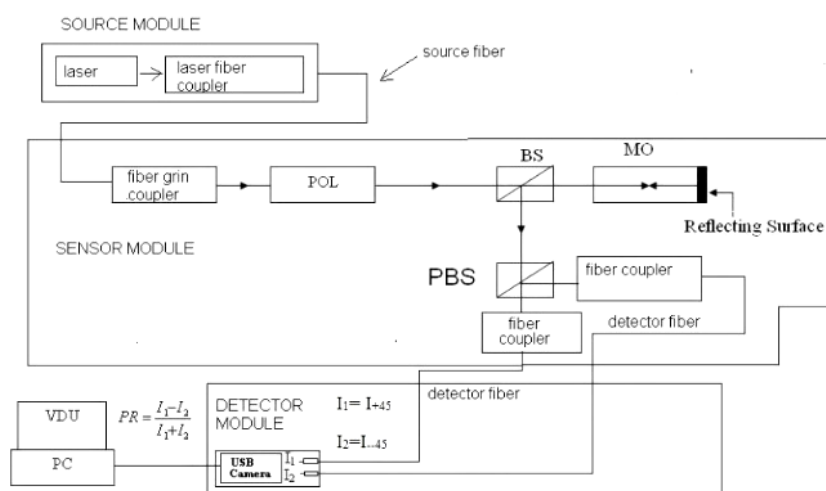 SOURCE MODULE
laser
laser fiber
coupler
source fiber
fiber grin
coupler
POL
BS
MO
Reflecting Surface
SENSOR MODULE
PBS
fiber coupler
fiber
coupler
detector fiber
VDU
PC
PR = I₁-I₂ / I₁+I₂
DETECTOR
MODULE
I₁= I₊₄₅
detector fiber
I₂=I₋₄₅
USB
Camera
I₁
I₂